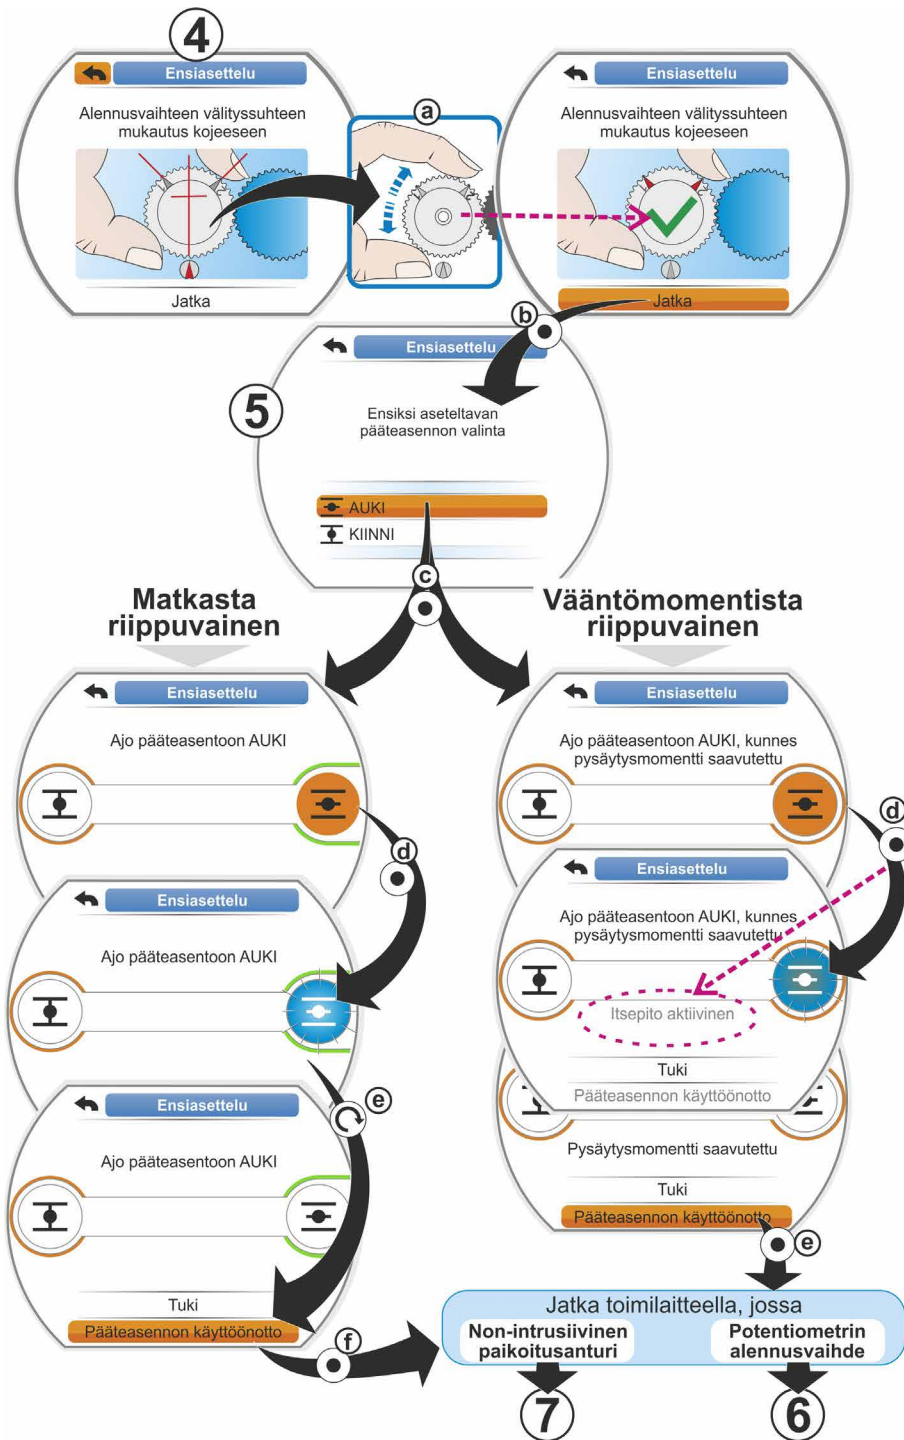 4
Ensiasettelu
Alennusvaihteen välityssuhteen
mukautus kojeeseen
Jatka
a
Ensiasettelu
Alennusvaihteen välityssuhteen
mukautus kojeeseen
Jatka
b
5
Ensiasettelu
Ensiksi aseteltavan
pääteasennon valinta
AUKI
KIINNI
c
Matkasta
riippuvainen
Ensiasettelu
Ajo pääteasentoon AUKI
d
Ensiasettelu
Ajo pääteasentoon AUKI
e
Ensiasettelu
Ajo pääteasentoon AUKI
Tuki
Pääteasennon käyttöönotto
f
Vääntömomentista
riippuvainen
Ensiasettelu
Ajo pääteasentoon AUKI, kunnes
pysäytysmomentti saavutettu
d
Ensiasettelu
Ajo pääteasentoon AUKI, kunnes
pysäytysmomentti saavutettu
Itsepito aktiivinen
Tuki
Pääteasennon käyttöönotto
Pysäytysmomentti saavutettu
Tuki
Pääteasennon käyttöönotto
e
Jatka toimilaitteella, jossa
Non-intrusiivinen
paikoitusanturi
Potentiometrin
alennusvaihde
7
6